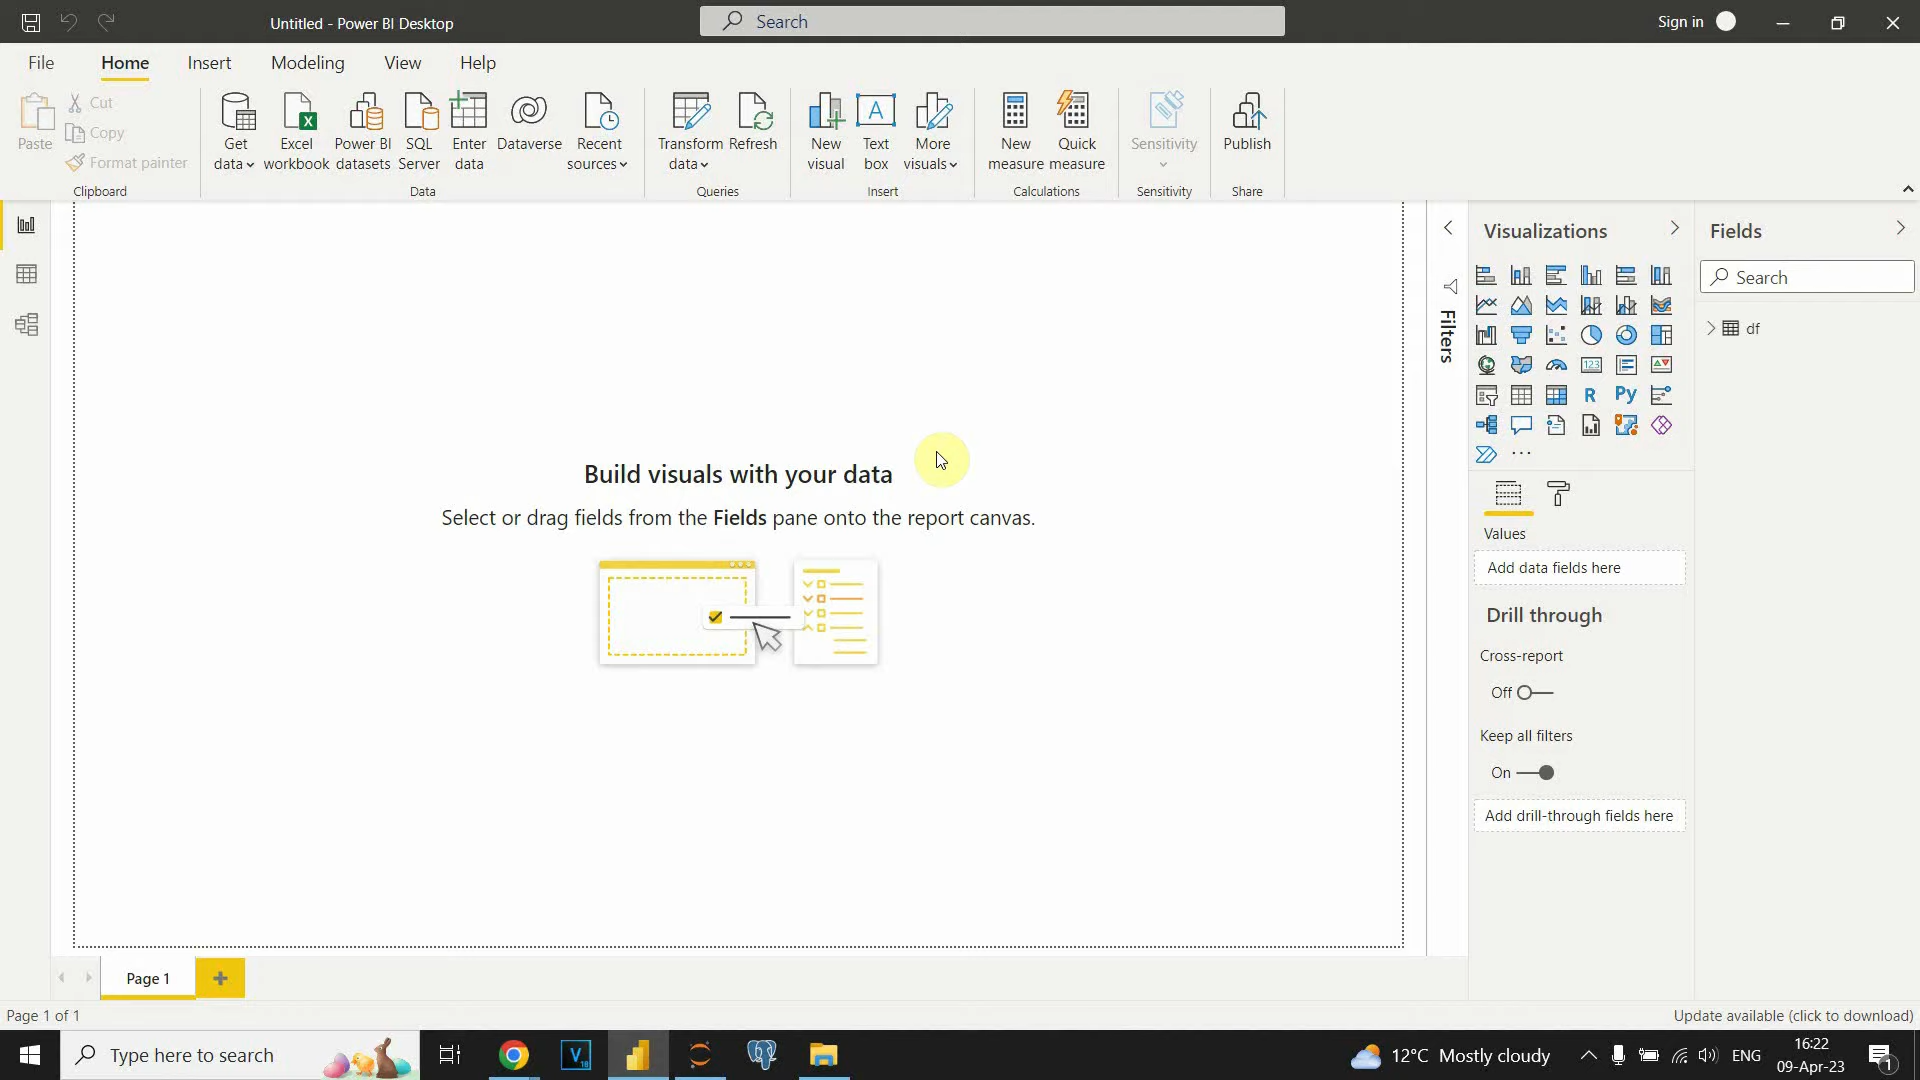 Untitled - Power BI Desktop
Search
Sign in
File
Home
Insert
Modeling
View
Help
Paste
Cut
Copy
Format painter
Clipboard
Get data
Excel workbook
Power BI datasets
SQL Server
Enter data
Dataverse
Recent sources
Data
Transform data
Refresh
Queries
New visual
Text box
More visuals
Insert
New measure
Quick measure
Calculations
Sensitivity
Sensitivity
Publish
Share
Build visuals with your data
Select or drag fields from the Fields pane onto the report canvas.
Filters
Visualizations
123
R
Py
Values
Add data fields here
Drill through
Cross-report
Off
Keep all filters
On
Add drill-through fields here
Fields
Search
df
Page 1
Page 1 of 1
Update available (click to download)
Type here to search
12°C Mostly cloudy
ENG
16:22
09-Apr-23
1